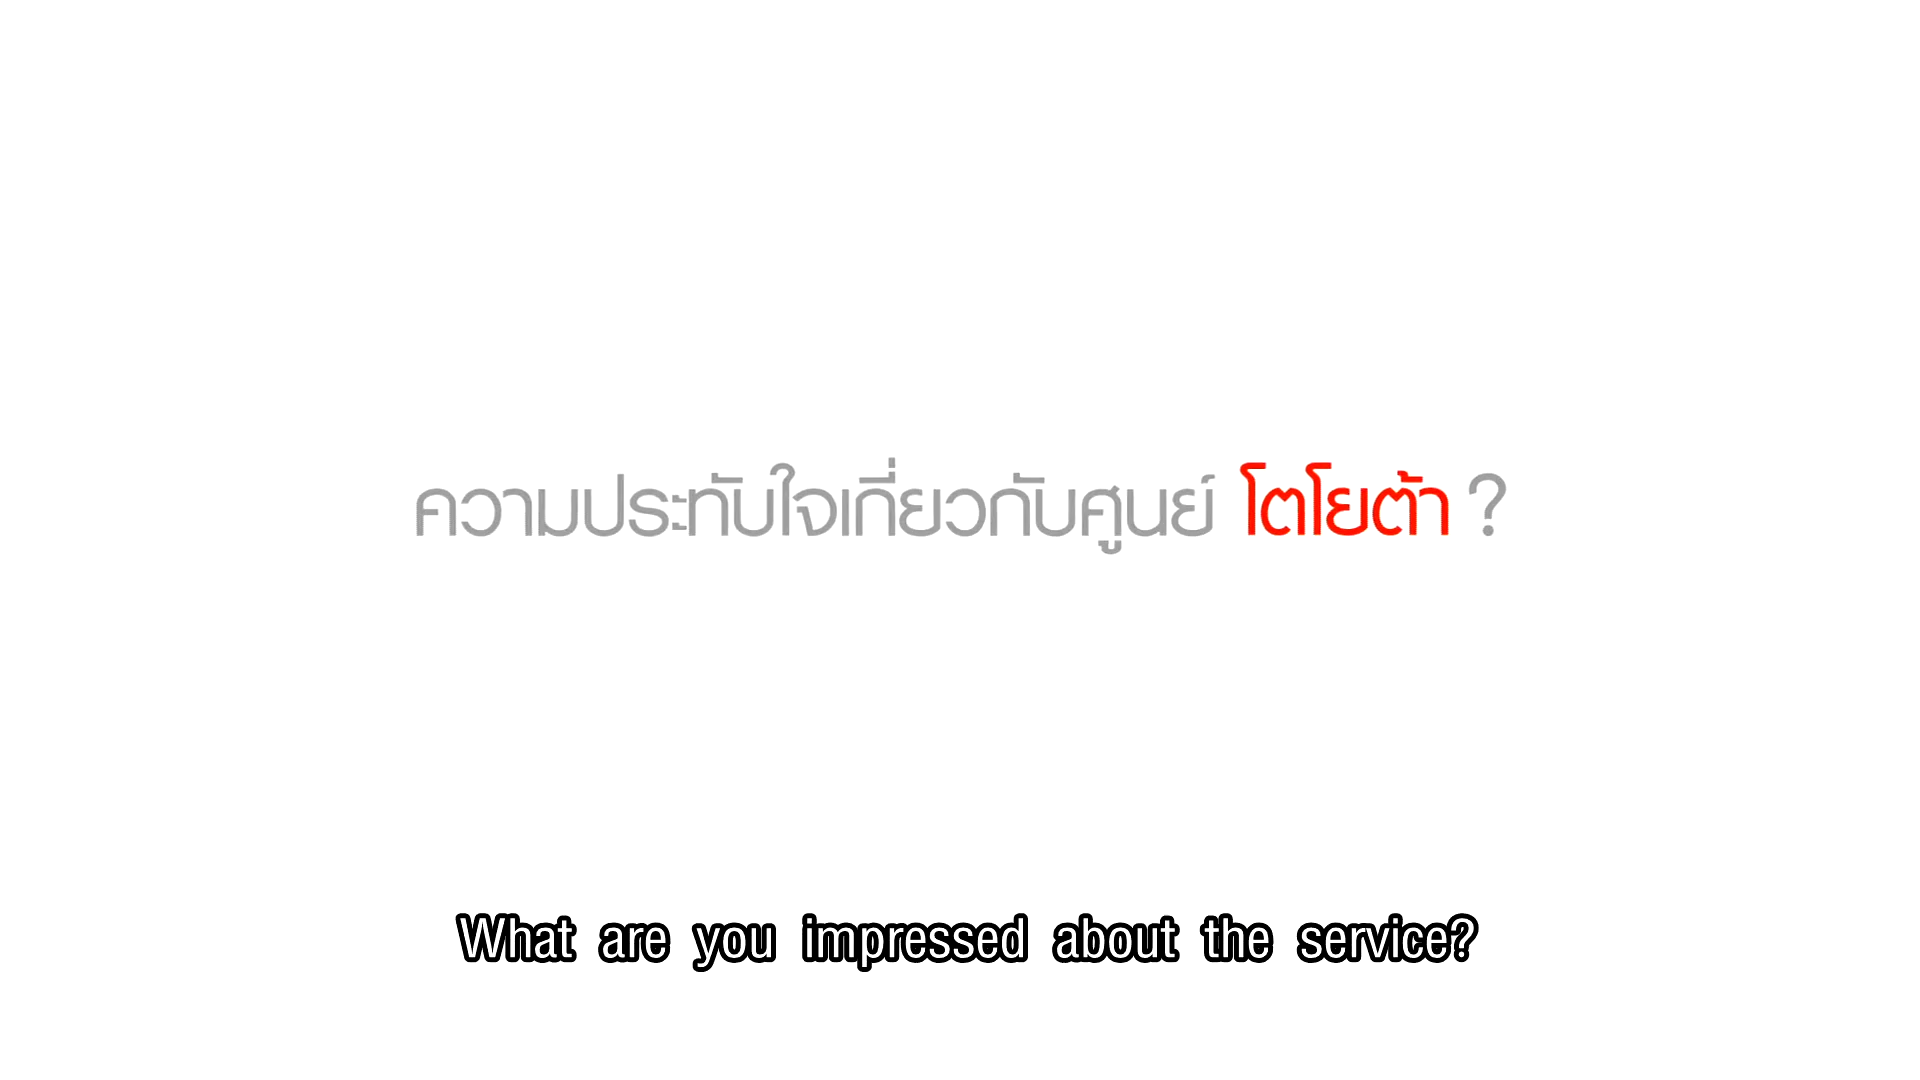 ความประทับใจเกี่ยวกับศูนย์ โตโยต้า ?
What are you impressed about the service?